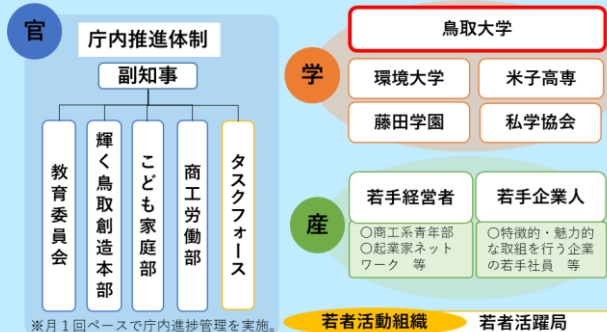 官
庁内推進体制
副知事
教育委員会
輝く鳥取創造本部
こども家庭部
商工労働部
タスクフォース
※月1回ペースで庁内進捗管理を実施。
学
鳥取大学
環境大学
米子高専
藤田学園
私学協会
産
若手経営者
〇商工系青年部
〇起業家ネット
ワーク 等
若手企業人
〇特徴的・魅力的
な取組を行う企業
の若手社員 等
若者活動組織
若者活躍局